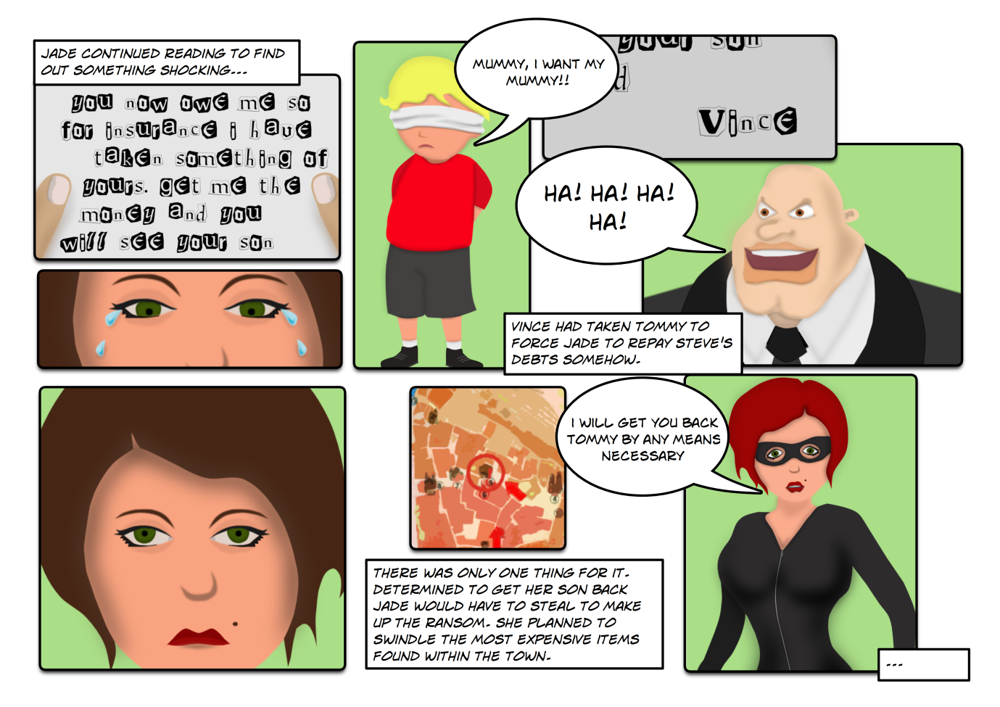 JADE CONTINUED READING TO FIND
OUT SOMETHING SHOCKING...
you now owe me so
for insurance i have
taken something of
yours. get me the
money and you
will see your son
MUMMY, I WANT MY
MUMMY!!
your son
d
Vince
HA! HA! HA!
HA!
VINCE HAD TAKEN TOMMY TO
FORCE JADE TO REPAY STEVE'S
DEBTS SOMEHOW.
THERE WAS ONLY ONE THING FOR IT.
DETERMINED TO GET HER SON BACK
JADE WOULD HAVE TO STEAL TO MAKE
UP THE RANSOM. SHE PLANNED TO
SWINDLE THE MOST EXPENSIVE ITEMS
FOUND WITHIN THE TOWN.
I WILL GET YOU BACK
TOMMY BY ANY MEANS
NECESSARY
...